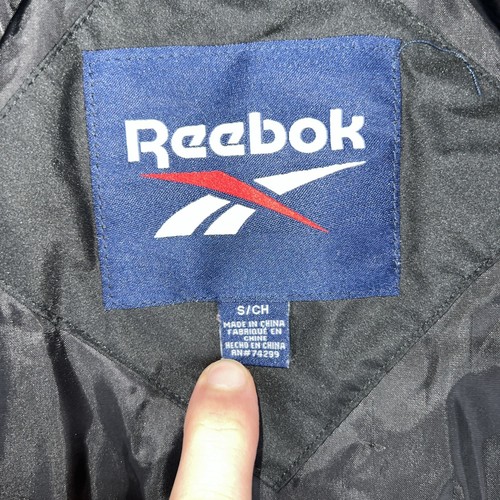 Reebok
S/CH
MADE IN CHINA
FABRIQUÉ EN
CHINE
HECHO EN CHINA
RN#74299